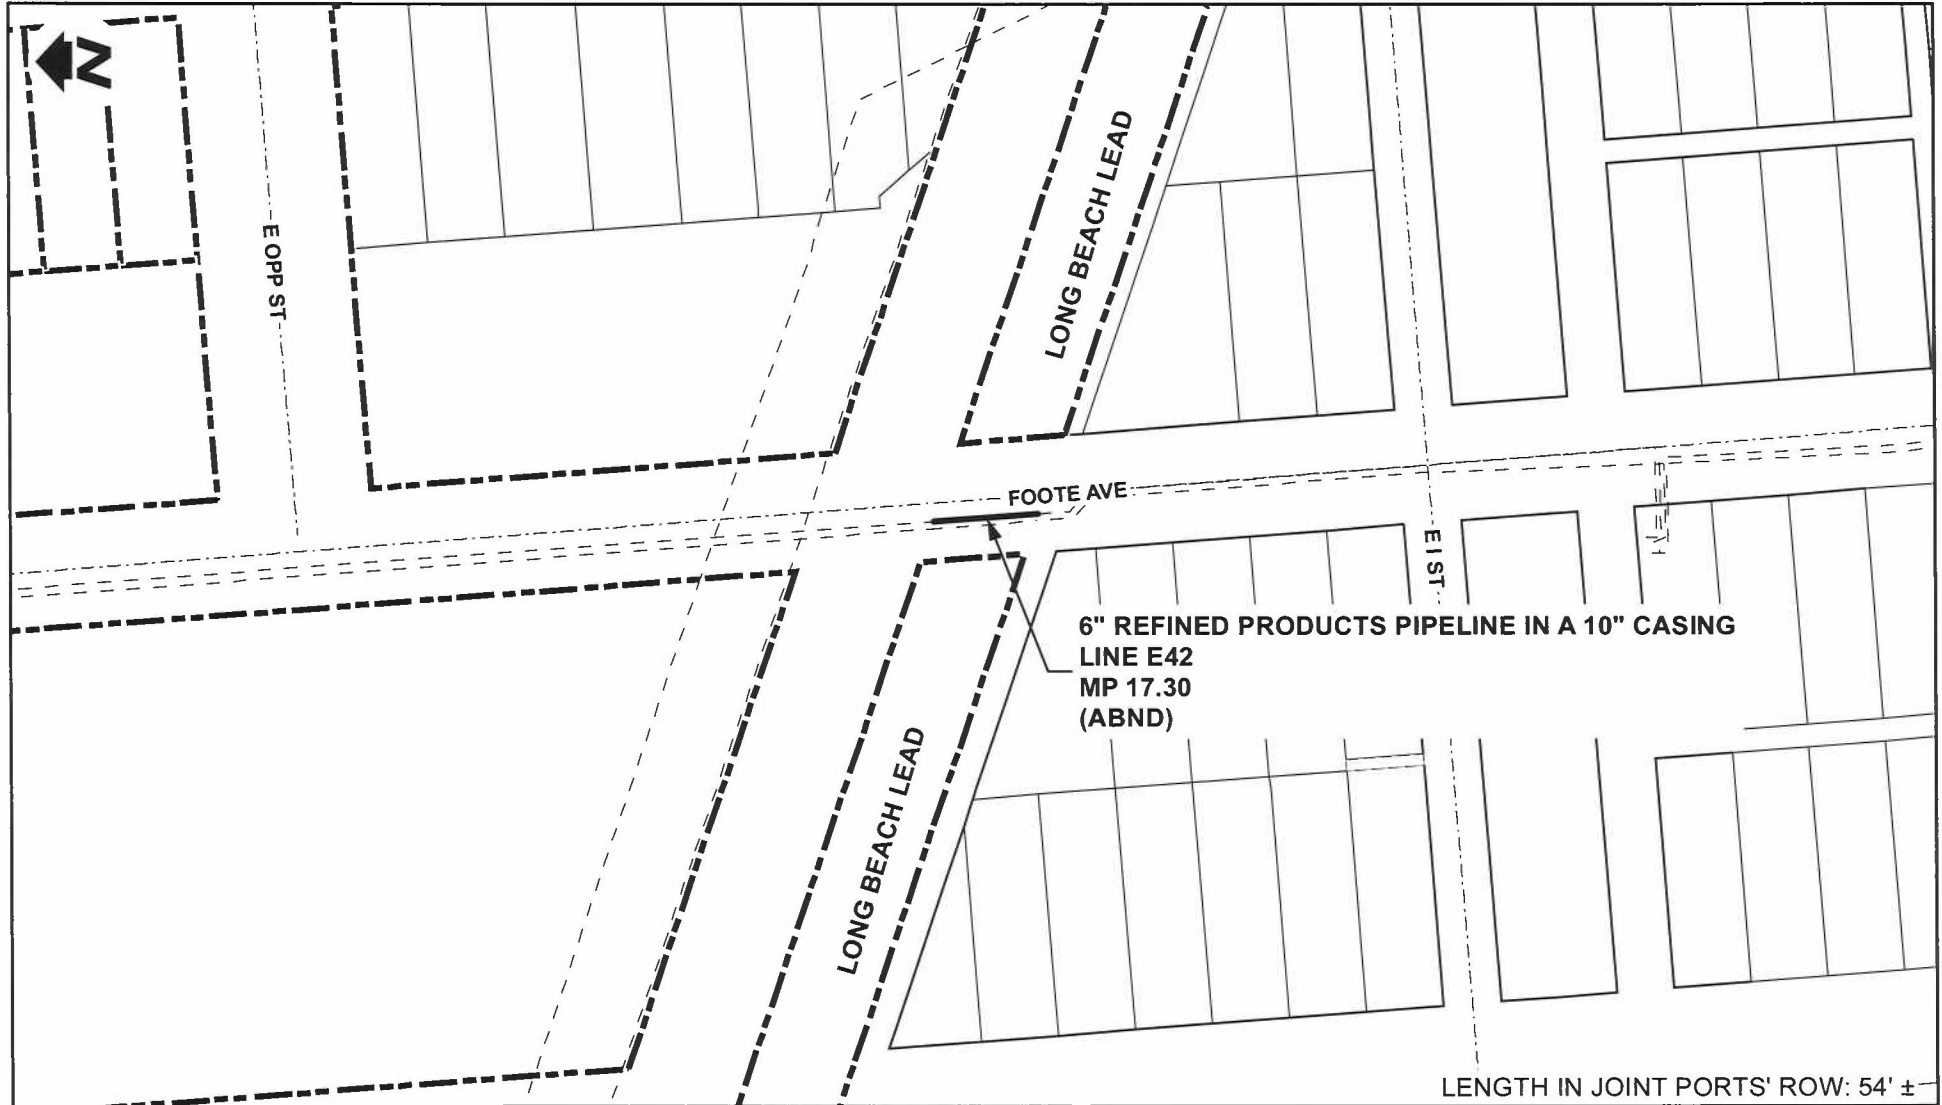 N
E OPP ST
LONG BEACH LEAD
FOOTE AVE
E I ST
6" REFINED PRODUCTS PIPELINE IN A 10" CASING
LINE E42
MP 17.30
(ABND)
LONG BEACH LEAD
LENGTH IN JOINT PORTS' ROW: 54' ±